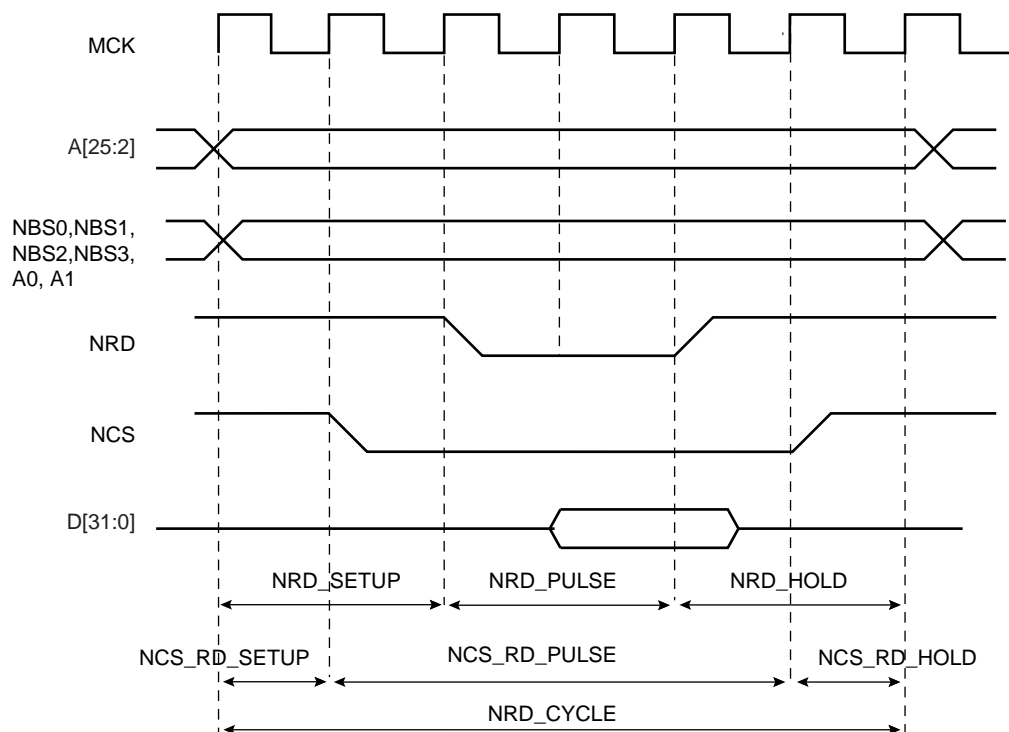 MCK
A[25:2]
NBS0,NBS1,
NBS2,NBS3,
A0, A1
NRD
NCS
D[31:0]
NRD_SETUP NRD_PULSE NRD_HOLD
NCS_RD_SETUP NCS_RD_PULSE NCS_RD_HOLD
NRD_CYCLE